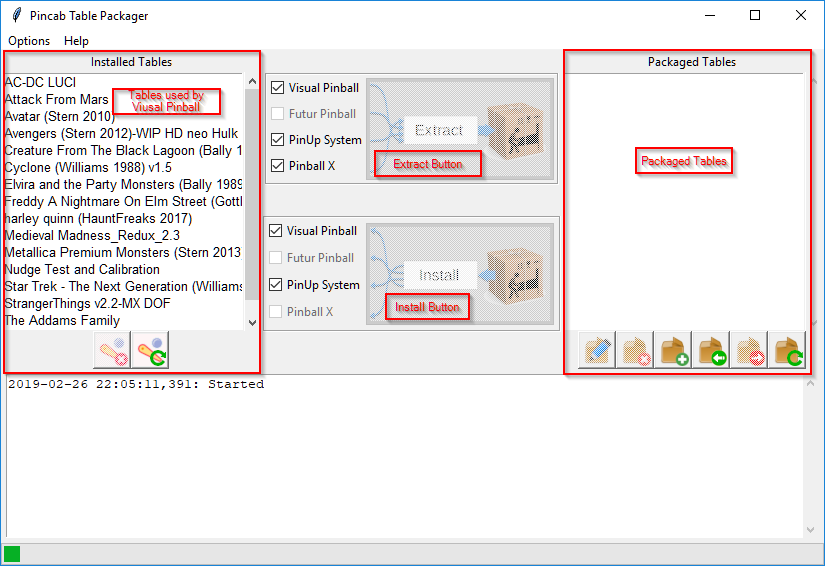 Pincab Table Packager
Options Help
Installed Tables
AC-DC LUCI
Attack From Mars
Avatar (Stern 2010)
Avengers (Stern 2012)-WIP HD neo Hulk
Creature From The Black Lagoon (Bally 1
Cyclone (Williams 1988) v1.5
Elvira and the Party Monsters (Bally 1989
Freddy A Nightmare On Elm Street (Gottl
harley quinn (HauntFreaks 2017)
Medieval Madness_Redux_2.3
Metallica Premium Monsters (Stern 2013
Nudge Test and Calibration
Star Trek - The Next Generation (Williams
StrangerThings v2.2-MX DOF
The Addams Family
Tables used by
Viusal Pinball
Visual Pinball
Futur Pinball
PinUp System
Pinball X
Extract
Extract Button
Visual Pinball
Futur Pinball
PinUp System
Pinball X
Install
Install Button
Packaged Tables
Packaged Tables
2019-02-26 22:05:11,391: Started